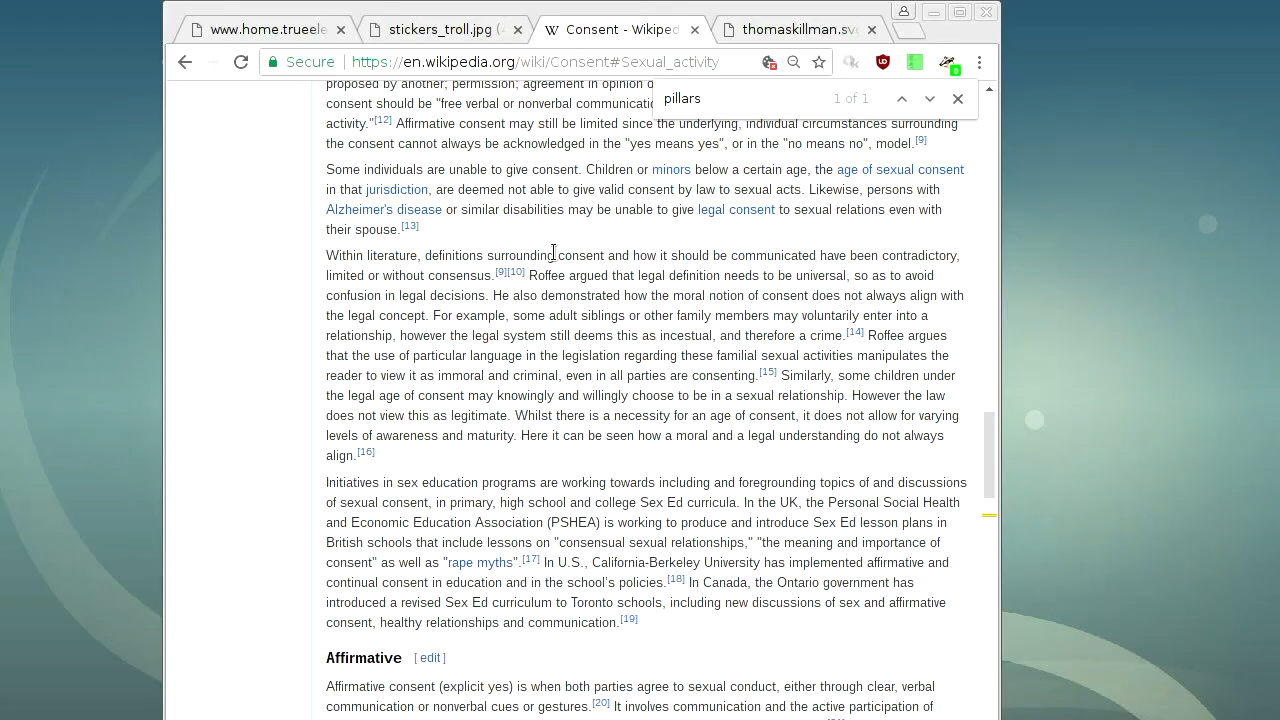 www.home.trueele
stickers_troll.jpg (
W Consent - Wikiped
thomaskillman.sv
Secure https://en.wikipedia.org/wiki/Consent#Sexual_activity
pillars 1 of 1
proposed by another; permission; agreement in opinion o
consent should be "free verbal or nonverbal communicatio
activity."[12] Affirmative consent may still be limited since the underlying, individual circumstances surrounding
the consent cannot always be acknowledged in the "yes means yes", or in the "no means no", model.[9]
Some individuals are unable to give consent. Children or minors below a certain age, the age of sexual consent
in that jurisdiction, are deemed not able to give valid consent by law to sexual acts. Likewise, persons with
Alzheimer's disease or similar disabilities may be unable to give legal consent to sexual relations even with
their spouse.[13]
Within literature, definitions surrounding consent and how it should be communicated have been contradictory,
limited or without consensus.[9][10] Roffee argued that legal definition needs to be universal, so as to avoid
confusion in legal decisions. He also demonstrated how the moral notion of consent does not always align with
the legal concept. For example, some adult siblings or other family members may voluntarily enter into a
relationship, however the legal system still deems this as incestual, and therefore a crime.[14] Roffee argues
that the use of particular language in the legislation regarding these familial sexual activities manipulates the
reader to view it as immoral and criminal, even in all parties are consenting.[15] Similarly, some children under
the legal age of consent may knowingly and willingly choose to be in a sexual relationship. However the law
does not view this as legitimate. Whilst there is a necessity for an age of consent, it does not allow for varying
levels of awareness and maturity. Here it can be seen how a moral and a legal understanding do not always
align.[16]
Initiatives in sex education programs are working towards including and foregrounding topics of and discussions
of sexual consent, in primary, high school and college Sex Ed curricula. In the UK, the Personal Social Health
and Economic Education Association (PSHEA) is working to produce and introduce Sex Ed lesson plans in
British schools that include lessons on "consensual sexual relationships," "the meaning and importance of
consent" as well as "rape myths".[17] In U.S., California-Berkeley University has implemented affirmative and
continual consent in education and in the school's policies.[18] In Canada, the Ontario government has
introduced a revised Sex Ed curriculum to Toronto schools, including new discussions of sex and affirmative
consent, healthy relationships and communication.[19]
Affirmative [ edit ]
Affirmative consent (explicit yes) is when both parties agree to sexual conduct, either through clear, verbal
communication or nonverbal cues or gestures.[20] It involves communication and the active participation of